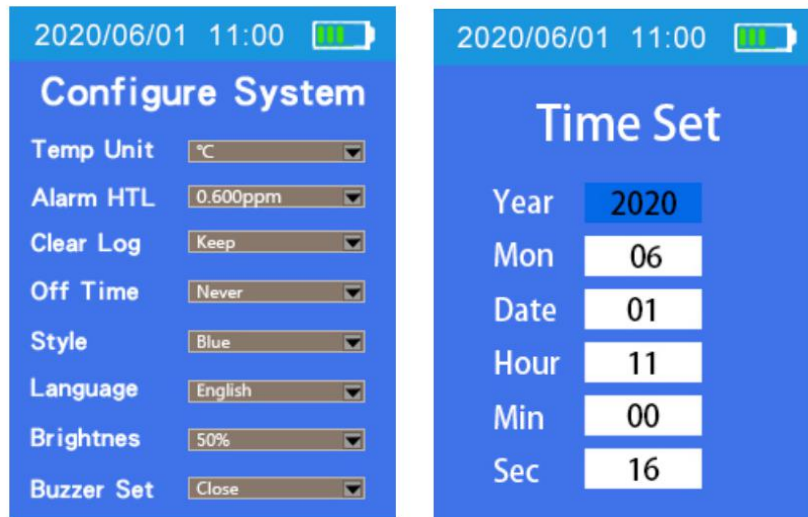 2020/06/01 11:00
Configure System
Temp Unit ℃
Alarm HTL 0.600ppm
Clear Log Keep
Off Time Never
Style Blue
Language English
Brightnes 50%
Buzzer Set Close
2020/06/01 11:00
Time Set
Year 2020
Mon 06
Date 01
Hour 11
Min 00
Sec 16